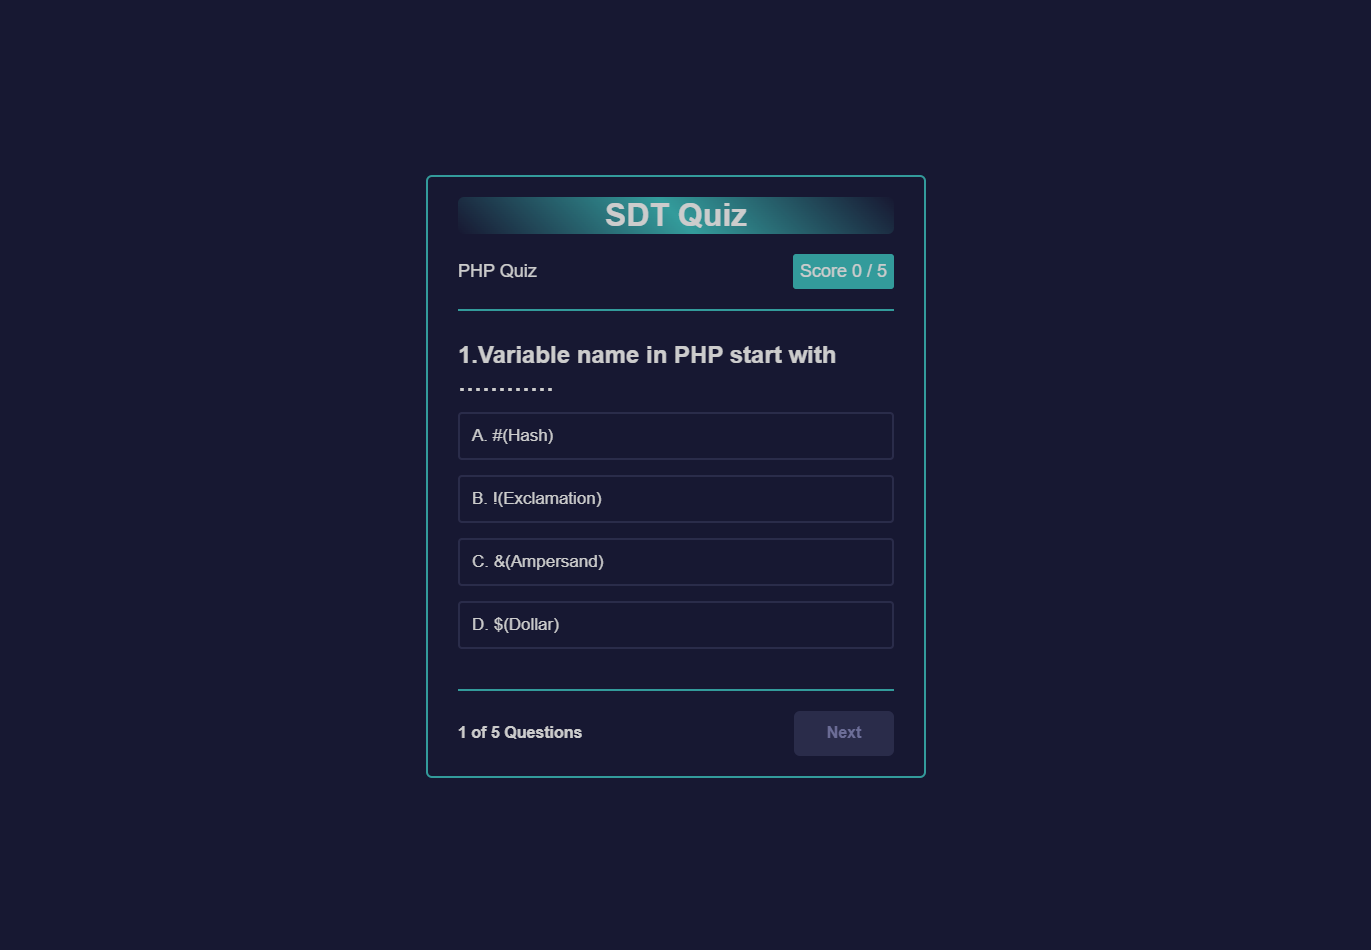 SDT Quiz
PHP Quiz
Score 0 / 5
1.Variable name in PHP start with
............
A. #(Hash)
B. !(Exclamation)
C. &(Ampersand)
D. $(Dollar)
1 of 5 Questions
Next